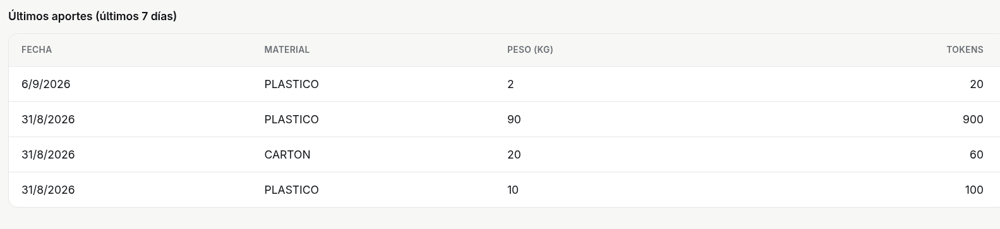 Últimos aportes (últimos 7 días)
FECHA MATERIAL PESO (KG) TOKENS
6/9/2026 PLASTICO 2 20
31/8/2026 PLASTICO 90 900
31/8/2026 CARTON 20 60
31/8/2026 PLASTICO 10 100